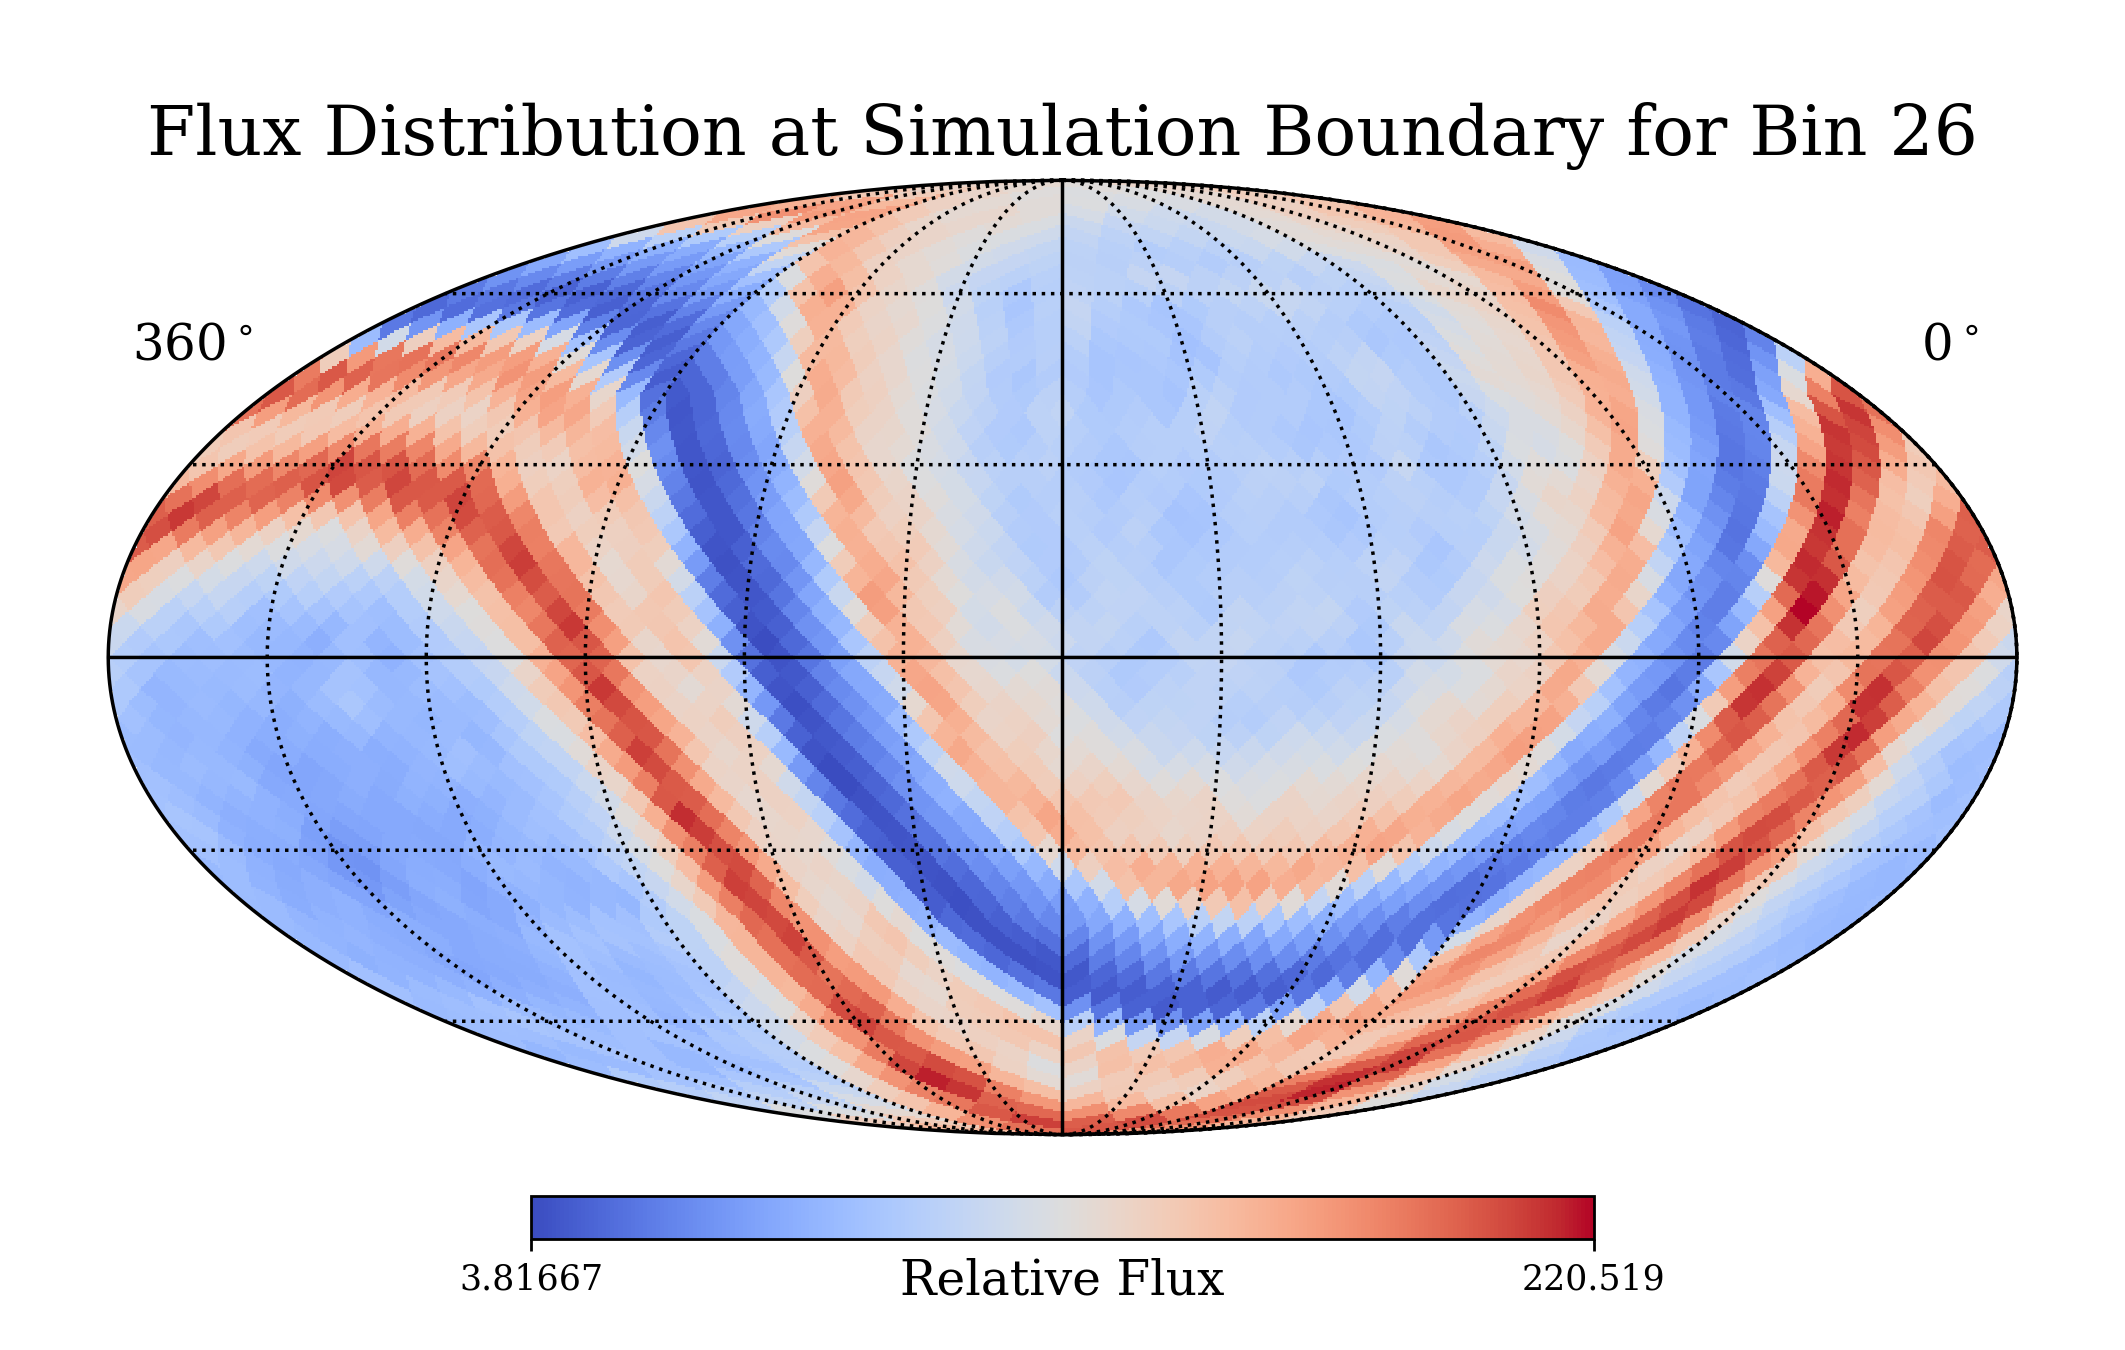 Flux Distribution at Simulation Boundary for Bin 26
360°
0°
3.81667
Relative Flux
220.519